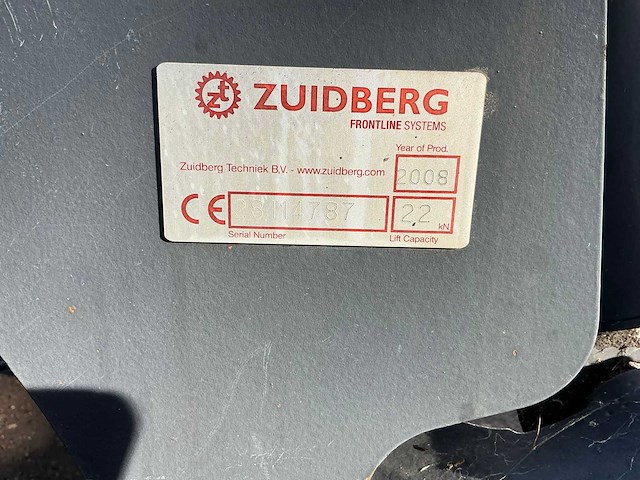 zt ZUIDBERG
FRONTLINE SYSTEMS
Year of Prod.
Zuidberg Techniek B.V. - www.zuidberg.com
2008
CE
22 kN
Serial Number
Lift Capacity